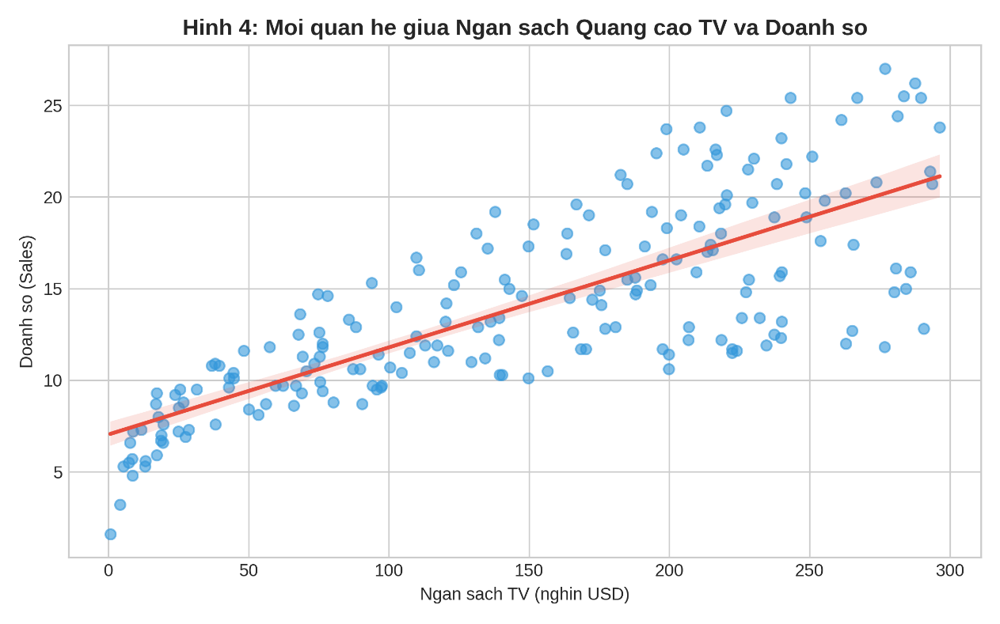 Hinh 4: Moi quan he giua Ngan sach Quang cao TV va Doanh so
25
20
15
10
5
Doanh so (Sales)
0 50 100 150 200 250 300
Ngan sach TV (nghin USD)